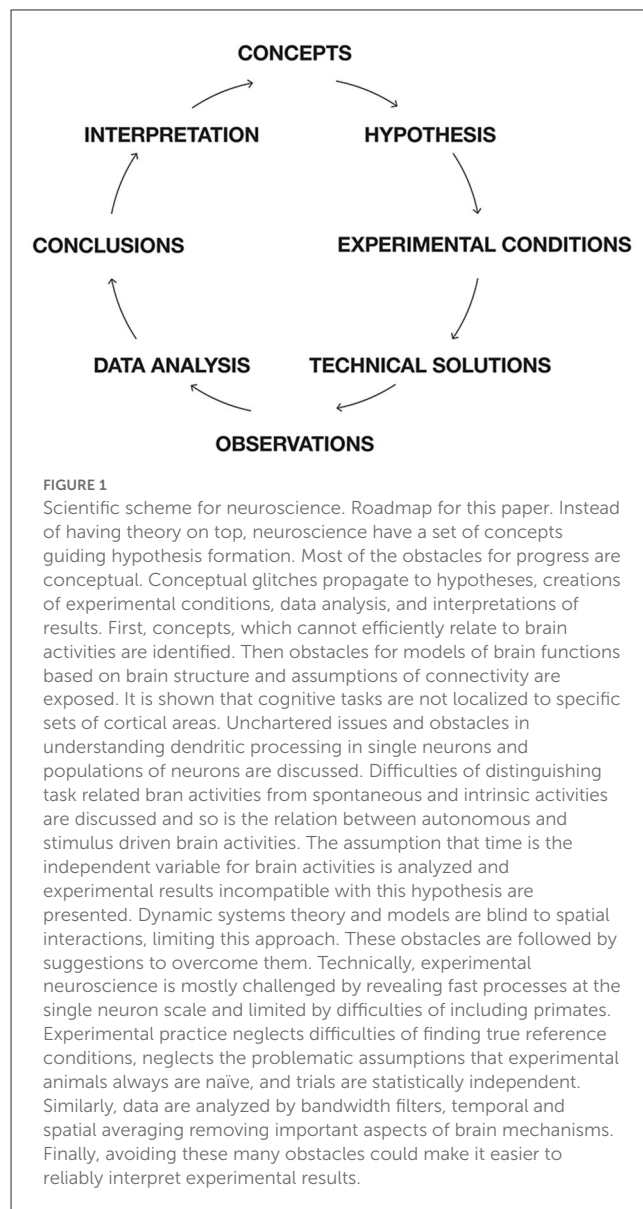 CONCEPTS
INTERPRETATION
HYPOTHESIS
CONCLUSIONS
EXPERIMENTAL CONDITIONS
DATA ANALYSIS
TECHNICAL SOLUTIONS
OBSERVATIONS
FIGURE 1
Scientific scheme for neuroscience. Roadmap for this paper. Instead
of having theory on top, neuroscience have a set of concepts
guiding hypothesis formation. Most of the obstacles for progress are
conceptual. Conceptual glitches propagate to hypotheses, creations
of experimental conditions, data analysis, and interpretations of
results. First, concepts, which cannot efficiently relate to brain
activities are identified. Then obstacles for models of brain functions
based on brain structure and assumptions of connectivity are
exposed. It is shown that cognitive tasks are not localized to specific
sets of cortical areas. Unchartered issues and obstacles in
understanding dendritic processing in single neurons and
populations of neurons are discussed. Difficulties of distinguishing
task related bran activities from spontaneous and intrinsic activities
are discussed and so is the relation between autonomous and
stimulus driven brain activities. The assumption that time is the
independent variable for brain activities is analyzed and
experimental results incompatible with this hypothesis are
presented. Dynamic systems theory and models are blind to spatial
interactions, limiting this approach. These obstacles are followed by
suggestions to overcome them. Technically, experimental
neuroscience is mostly challenged by revealing fast processes at the
single neuron scale and limited by difficulties of including primates.
Experimental practice neglects difficulties of finding true reference
conditions, neglects the problematic assumptions that experimental
animals always are naïve, and trials are statistically independent.
Similarly, data are analyzed by bandwidth filters, temporal and
spatial averaging removing important aspects of brain mechanisms.
Finally, avoiding these many obstacles could make it easier to
reliably interpret experimental results.